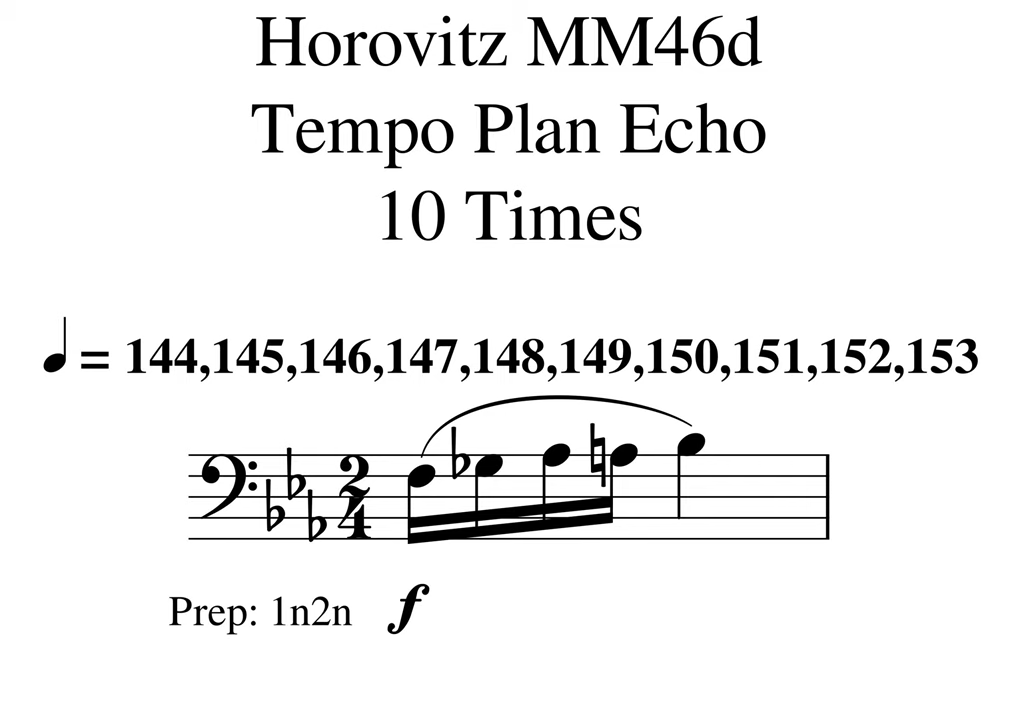 Horovitz MM46d
Tempo Plan Echo
10 Times
♩ = 144,145,146,147,148,149,150,151,152,153
2
4
Prep: 1n2n f